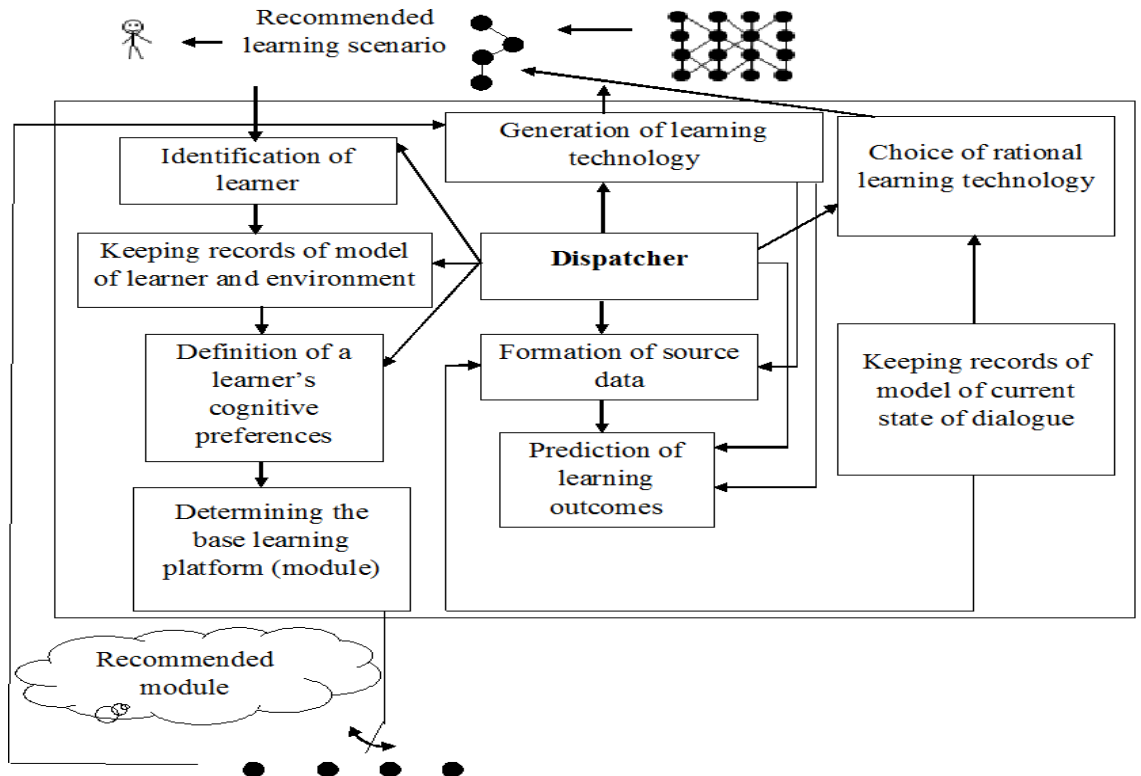 Recommended
learning scenario
Generation of learning
technology
Choice of rational
learning technology
Identification of
learner
Keeping records of model
of learner and environment
Dispatcher
Definition of a
learner’s
cognitive
preferences
Formation of source
data
Keeping records of
model of current
state of dialogue
Prediction of
learning
outcomes
Determining the
base learning
platform (module)
Recommended
module